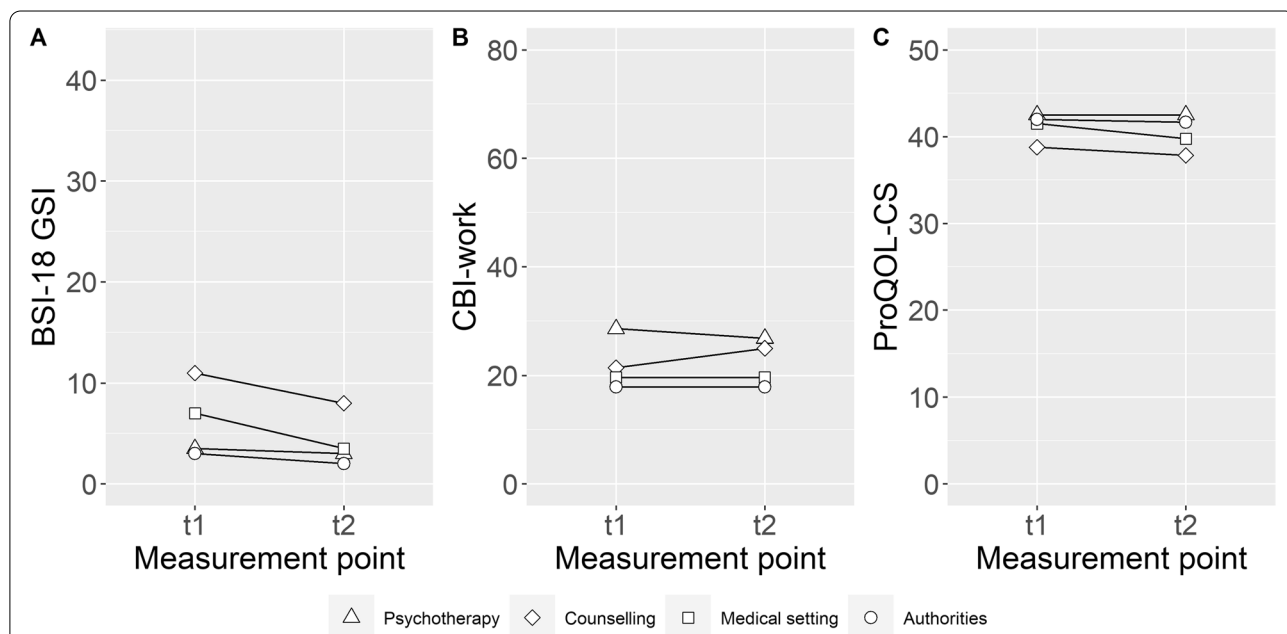 A
BSI-18 GSI
40
30
20
10
0
t1 t2
Measurement point
B
CBI-work
80
60
40
20
0
t1 t2
Measurement point
C
ProQOL-CS
50
40
30
20
10
0
t1 t2
Measurement point
Psychotherapy Counselling Medical setting Authorities